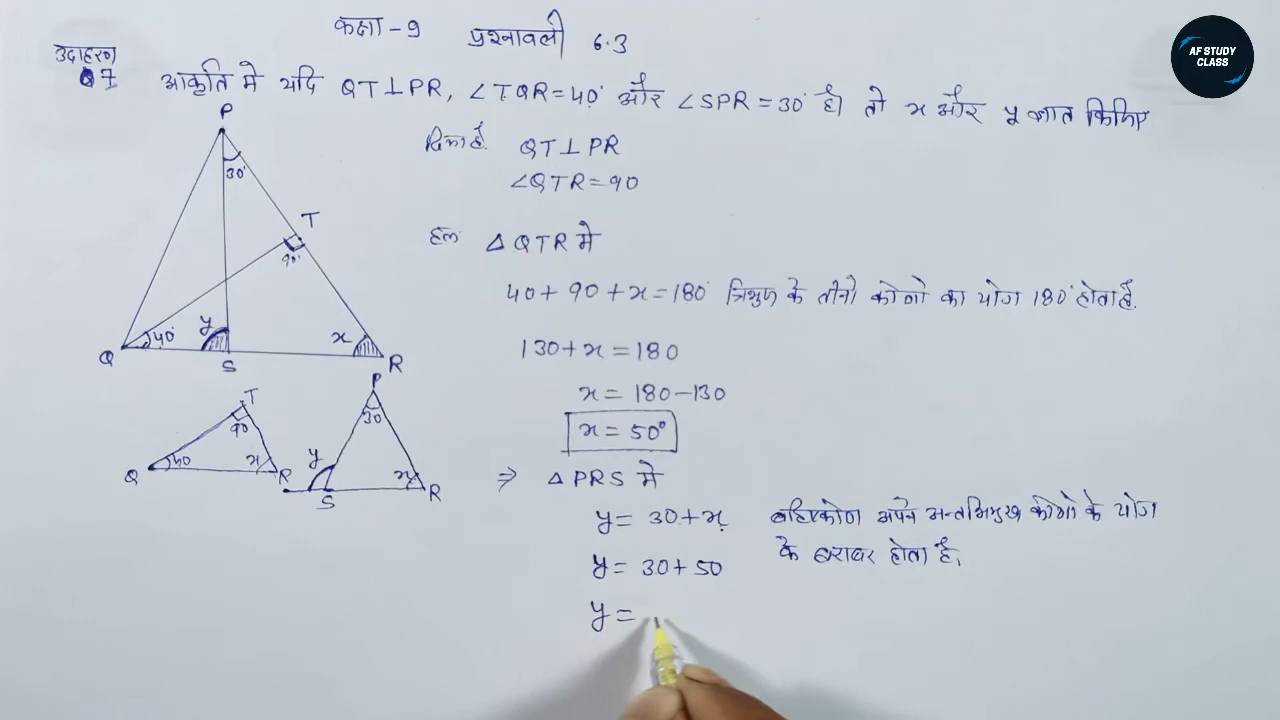 कक्षा - 9 प्रश्नावली 6.3
AF STUDY
CLASS
उदाहरण
7 आकृति मे यदि QT⊥PR, ∠TQR=40° और ∠SPR=30° है। तो x और y ज्ञात किजिए
P
30°
T
90°
Q 40° y S x R
दिया है. QT⊥PR
∠QTR=90
हल △QTR मे
40+90+x=180° त्रिभुज के तीनो कोणो का योग 180° होता है.
130+x=180
x=180-130
x=50°
T
90
Q 40 x R
P
30
y S x R
⇒ △PRS मे
y=30+x बहिष्कोण अपने अन्तभिमुख कोणो के योग
के बराबर होता है,
y=30+50
y=